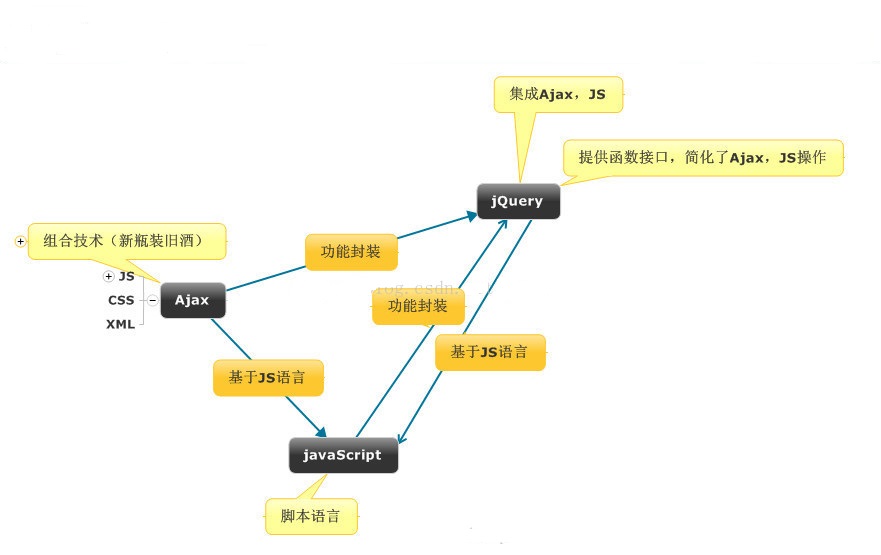 集成Ajax，JS
提供函数接口，简化了Ajax，JS操作
jQuery
组合技术（新瓶装旧酒）
功能封装
JS
CSS
Ajax
XML
功能封装
基于JS语言
基于JS语言
javaScript
脚本语言